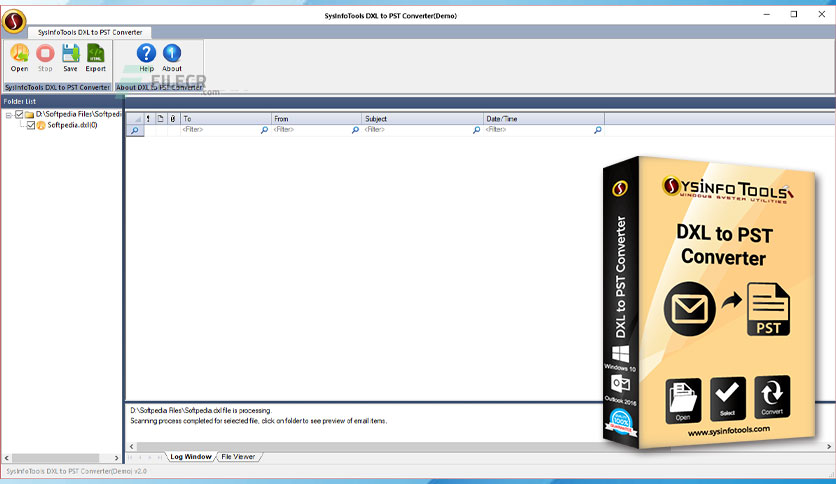 SysInfoTools DXL to PST Converter(Demo)
SysInfoTools DXL to PST Converter
Open
Stop
Save
Export
Help
About
SysInfoTools DXL to PST Converter
About DXL to PST Converter
FILECR
.com
Folder List
D:\Softpedia Files\Softpedia
Softpedia.dxl(0)
To
From
Subject
Date/Time
<Filter>
<Filter>
<Filter>
<Filter>
D:\Softpedia Files\Softpedia.dxl file is processing.
Scanning process completed for selected file, click on folder to see preview of email items.
Log Window
File Viewer
SysInfoTools DXL to PST Converter(Demo) v2.0
SYSINFO TOOLS
WINDOWS SYSTEM UTILITIES
DXL to PST
Converter
PST
Open
Select
Convert
www.sysinfotools.com
DXL to PST Converter
Windows 10
Outlook 2016
100%